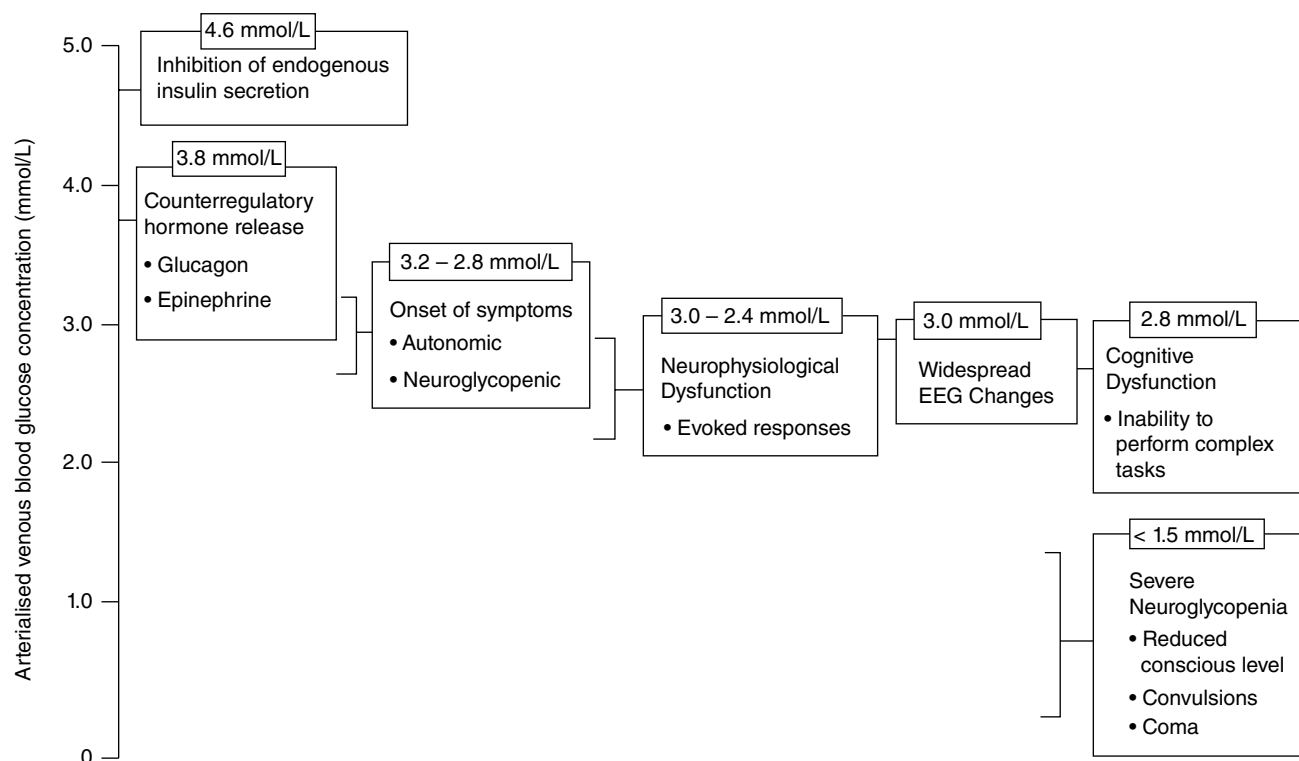 Arterialised venous blood glucose concentration (mmol/L)
5.0
4.0
3.0
2.0
1.0
0
4.6 mmol/L
Inhibition of endogenous
insulin secretion
3.8 mmol/L
Counterregulatory
hormone release
• Glucagon
• Epinephrine
3.2 – 2.8 mmol/L
Onset of symptoms
• Autonomic
• Neuroglycopenic
3.0 – 2.4 mmol/L
Neurophysiological
Dysfunction
• Evoked responses
3.0 mmol/L
Widespread
EEG Changes
2.8 mmol/L
Cognitive
Dysfunction
• Inability to
perform complex
tasks
< 1.5 mmol/L
Severe
Neuroglycopenia
• Reduced
conscious level
• Convulsions
• Coma